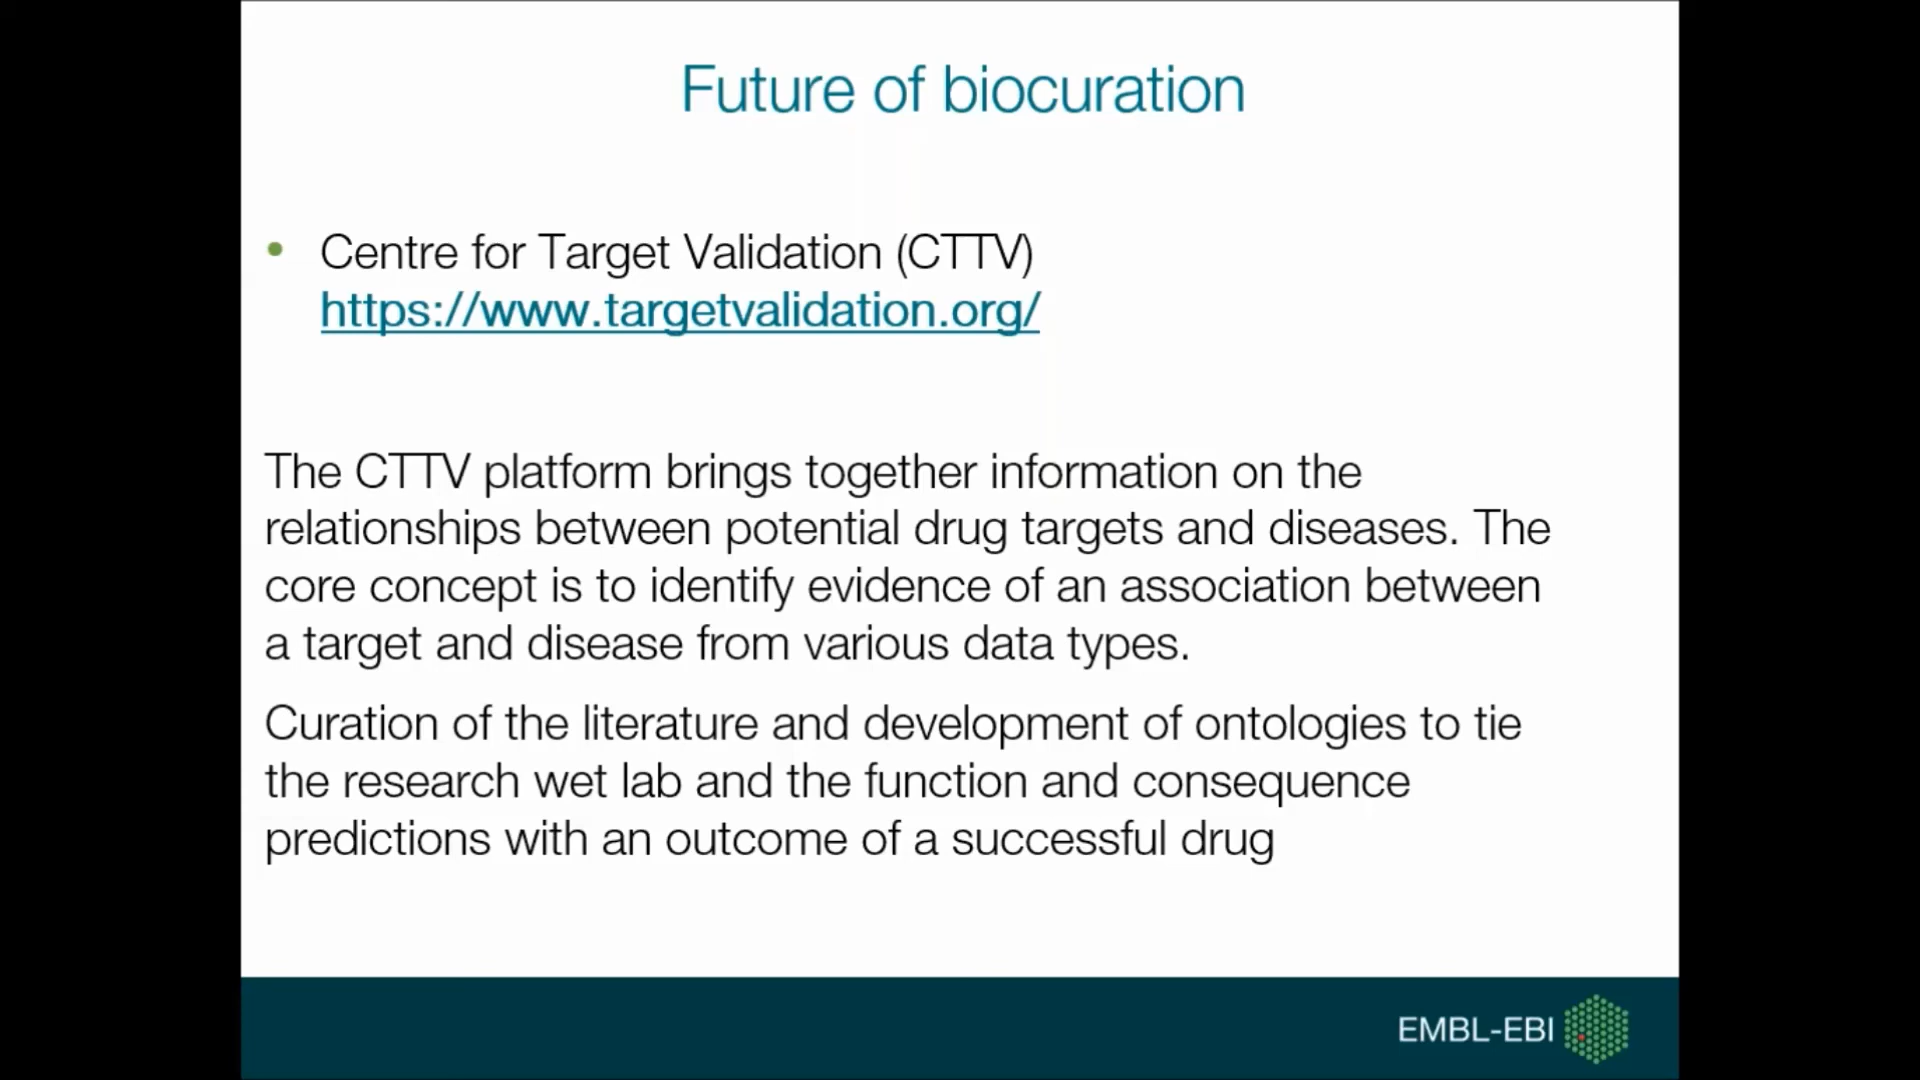 Future of biocuration
• Centre for Target Validation (CTTV)
https://www.targetvalidation.org/
The CTTV platform brings together information on the
relationships between potential drug targets and diseases. The
core concept is to identify evidence of an association between
a target and disease from various data types.
Curation of the literature and development of ontologies to tie
the research wet lab and the function and consequence
predictions with an outcome of a successful drug
EMBL-EBI